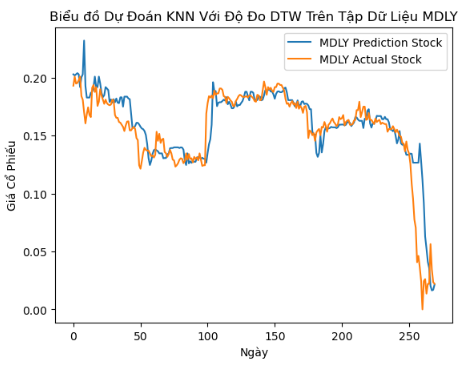 Biểu đồ Dự Đoán KNN Với Độ Đo DTW Trên Tập Dữ Liệu MDLY
MDLY Prediction Stock
MDLY Actual Stock
Giá Cổ Phiếu
0.20
0.15
0.10
0.05
0.00
0
50
100
150
200
250
Ngày